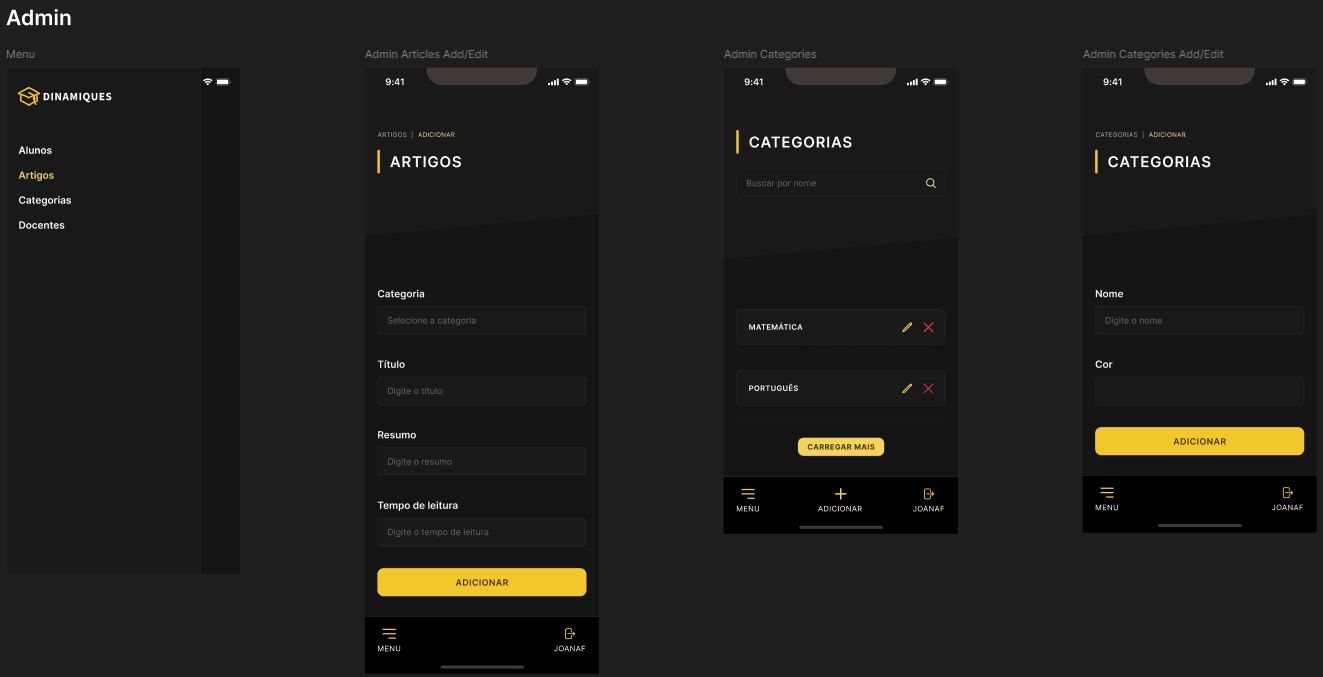 Admin
Menu
DINAMIQUES
Alunos
Artigos
Categorias
Docentes
Admin Articles Add/Edit
9:41
ARTIGOS | ADICIONAR
ARTIGOS
Categoria
Selecione a categoria
Título
Digite o título
Resumo
Digite o resumo
Tempo de leitura
Digite o tempo de leitura
ADICIONAR
MENU
JOANAF
Admin Categories
9:41
CATEGORIAS
Buscar por nome
MATEMÁTICA
PORTUGUÊS
CARREGAR MAIS
MENU
ADICIONAR
JOANAF
Admin Categories Add/Edit
9:41
CATEGORIAS | ADICIONAR
CATEGORIAS
Nome
Digite o nome
Cor
ADICIONAR
MENU
JOANAF